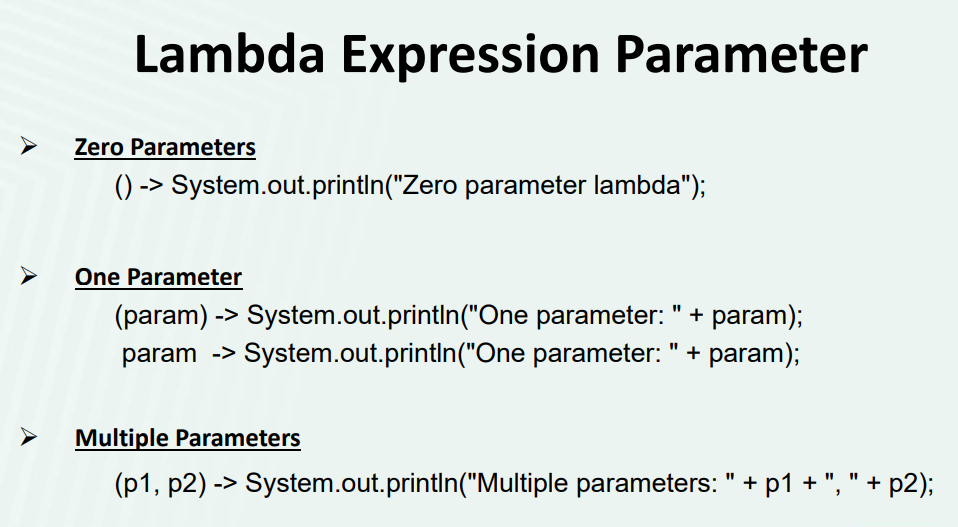 Lambda Expression Parameter
Zero Parameters
() -> System.out.println("Zero parameter lambda");
One Parameter
(param) -> System.out.println("One parameter: " + param);
param -> System.out.println("One parameter: " + param);
Multiple Parameters
(p1, p2) -> System.out.println("Multiple parameters: " + p1 + ", " + p2);